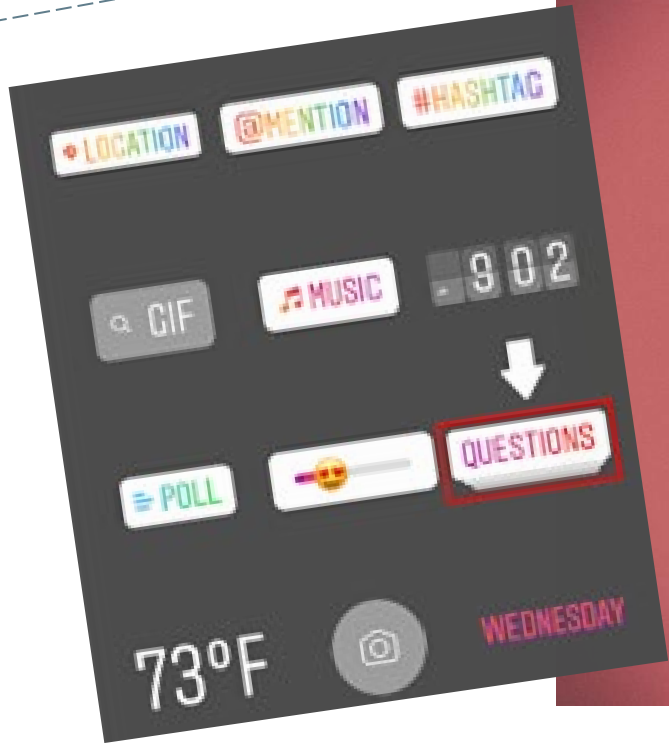 LOCATION
@MENTION
#HASHTAG
GIF
MUSIC
.902
POLL
QUESTIONS
73°F
WEDNESDAY